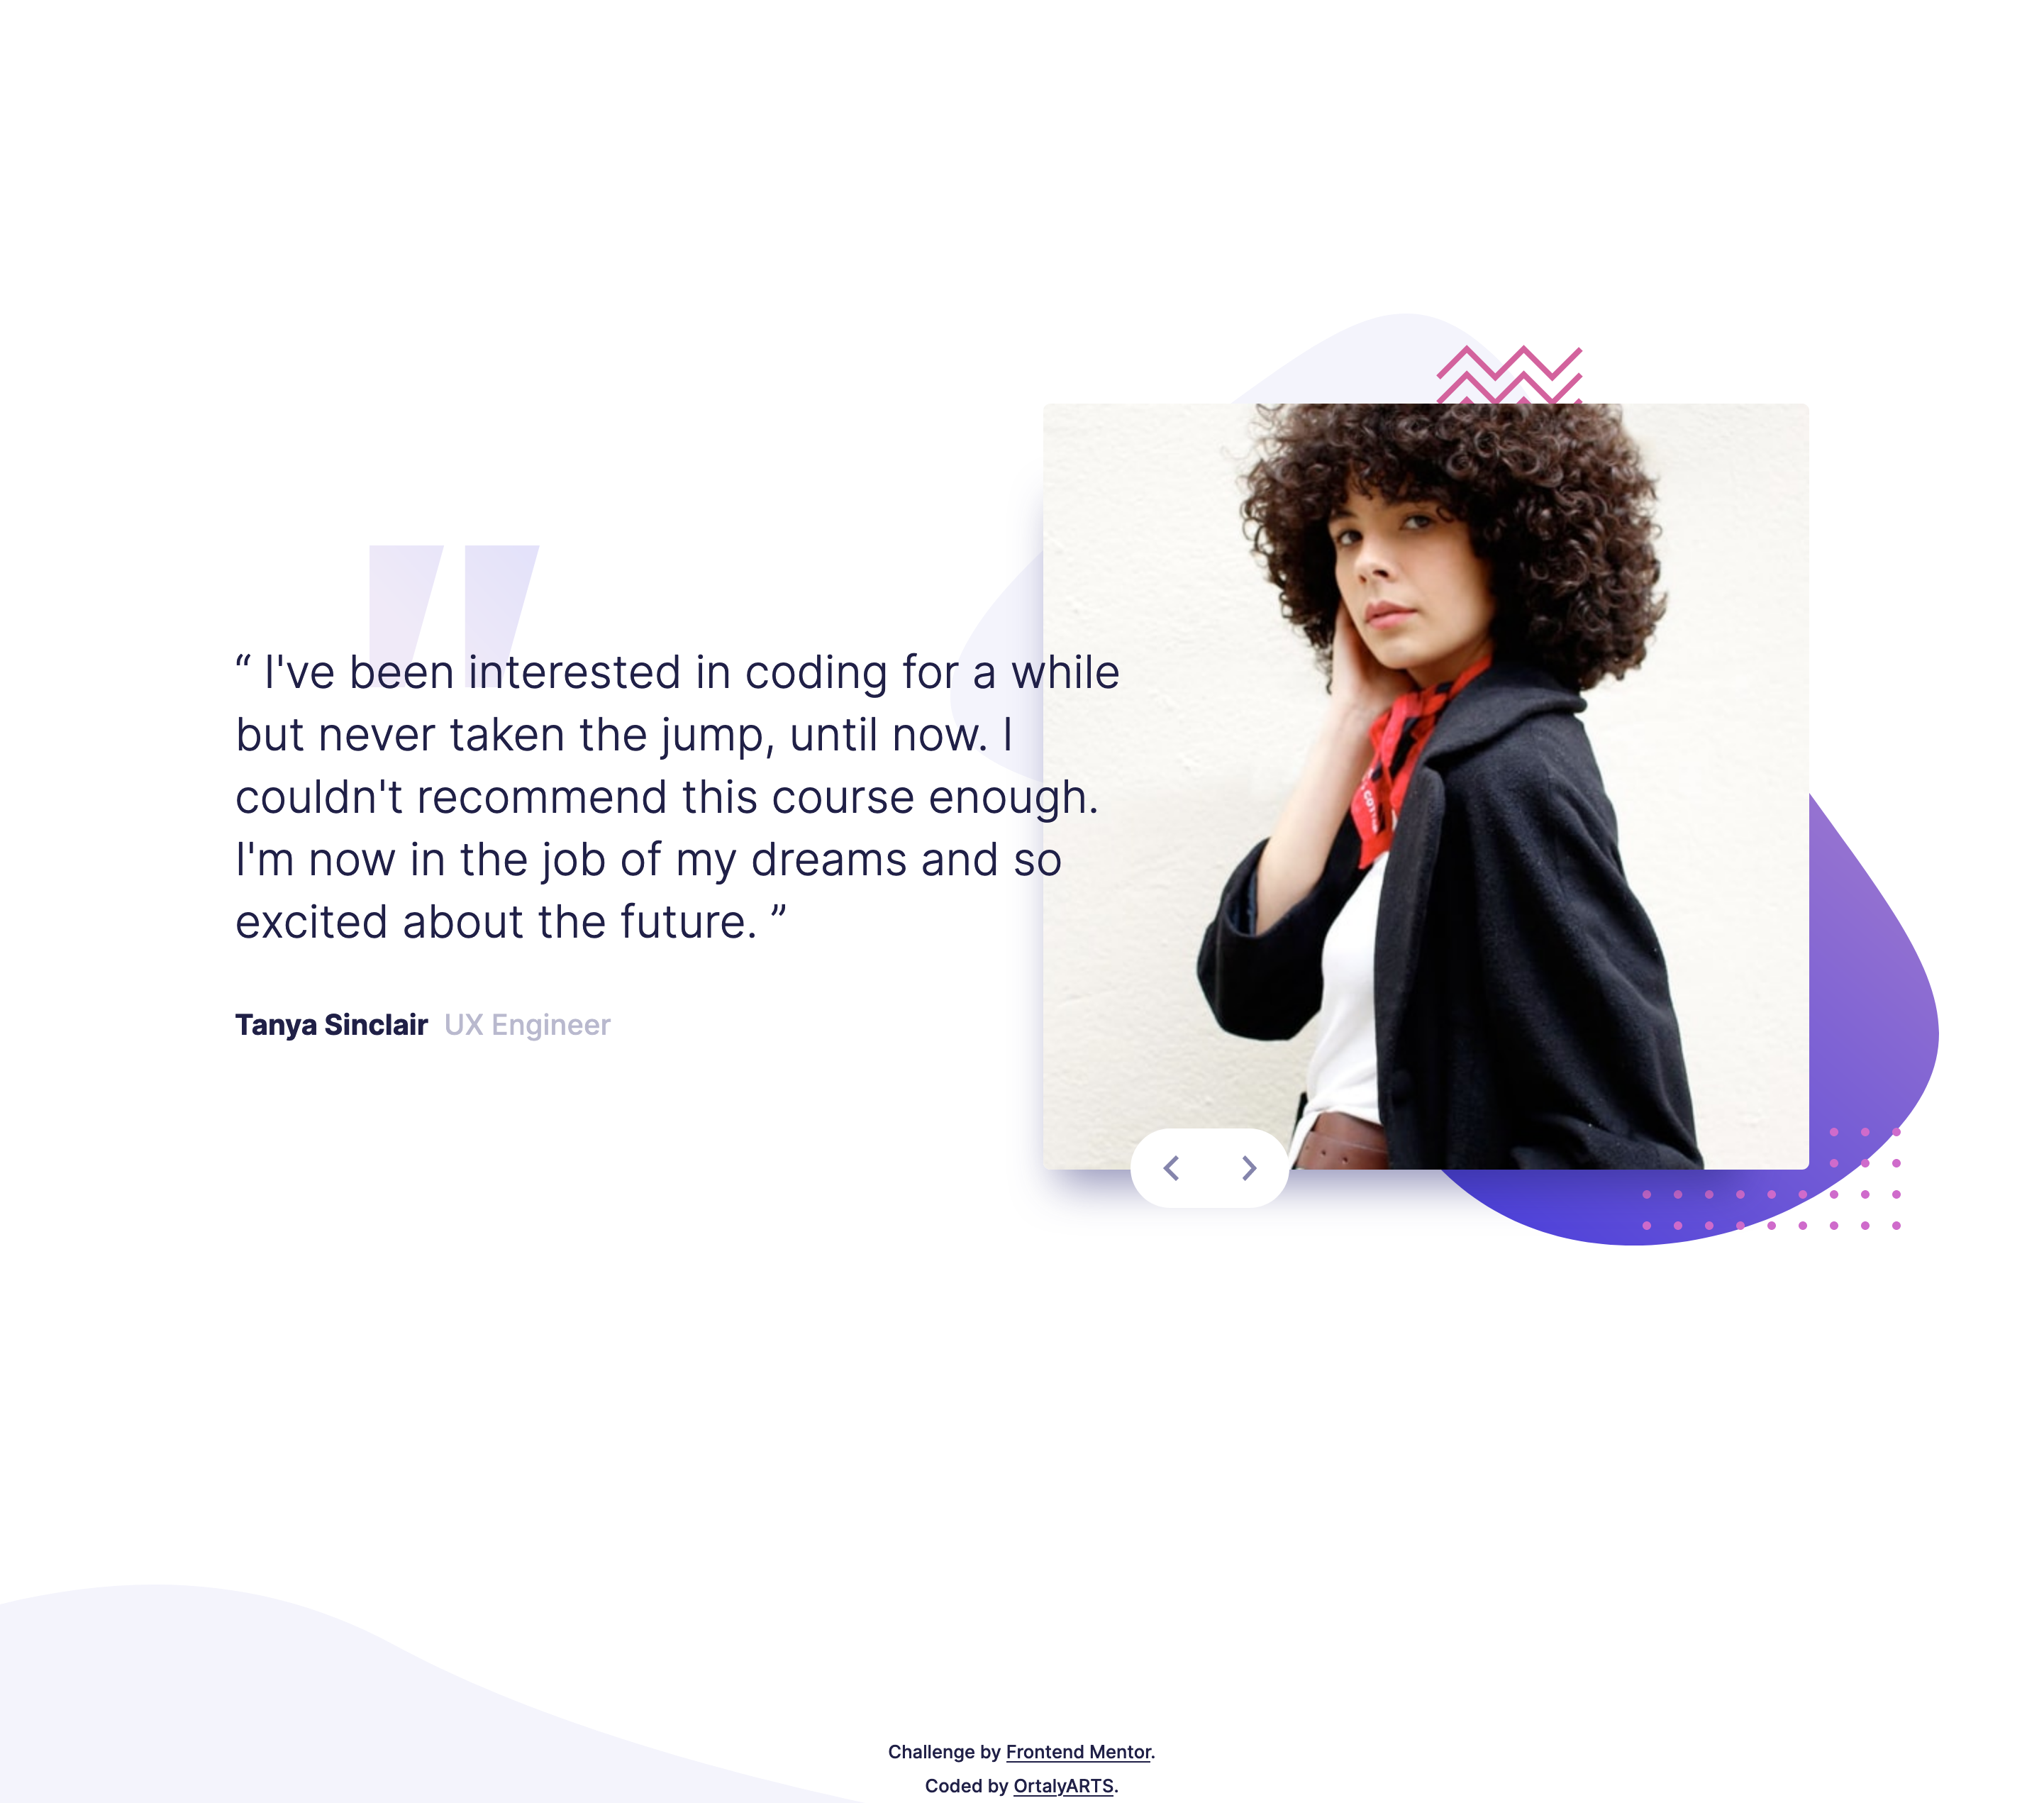 “ I've been interested in coding for a while
but never taken the jump, until now. I
couldn't recommend this course enough.
I'm now in the job of my dreams and so
excited about the future. ”
Tanya Sinclair UX Engineer
Challenge by Frontend Mentor.
Coded by OrtalyARTS.